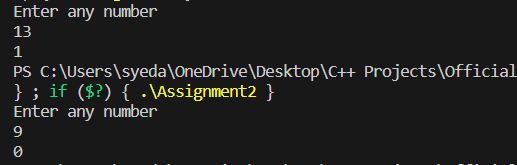 Enter any number
13
1
PS C:\Users\syeda\OneDrive\Desktop\C++ Projects\Official
} ; if ($?) { .\Assignment2 }
Enter any number
9
0